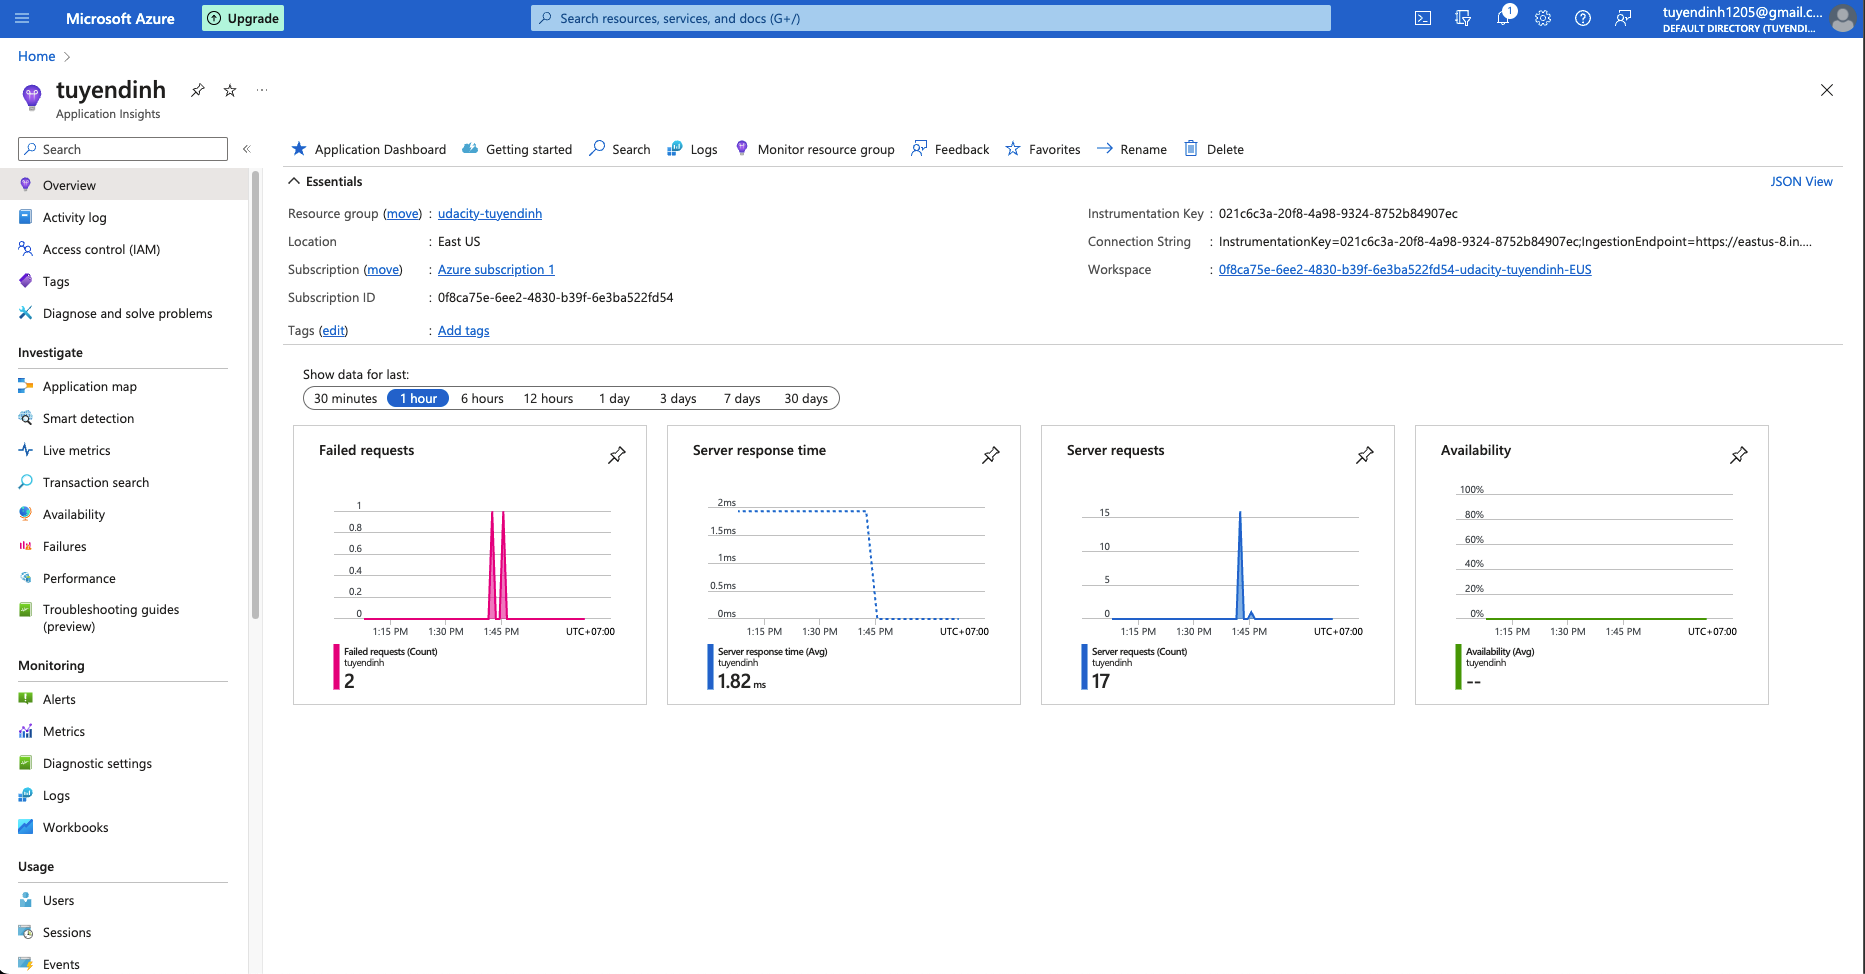 Microsoft Azure
Upgrade
Search resources, services, and docs (G+/)
1
tuyendinh1205@gmail.c...
DEFAULT DIRECTORY (TUYENDI...
Home
tuyendinh
Application Insights
Search
Overview
Activity log
Access control (IAM)
Tags
Diagnose and solve problems
Investigate
Application map
Smart detection
Live metrics
Transaction search
Availability
Failures
Performance
Troubleshooting guides
(preview)
Monitoring
Alerts
Metrics
Diagnostic settings
Logs
Workbooks
Usage
Users
Sessions
Events
Application Dashboard Getting started Search Logs Monitor resource group Feedback Favorites Rename Delete
Essentials
JSON View
Resource group (move) : udacity-tuyendinh
Location : East US
Subscription (move) : Azure subscription 1
Subscription ID : 0f8ca75e-6ee2-4830-b39f-6e3ba522fd54
Tags (edit) : Add tags
Instrumentation Key : 021c6c3a-20f8-4a98-9324-8752b84907ec
Connection String : InstrumentationKey=021c6c3a-20f8-4a98-9324-8752b84907ec;IngestionEndpoint=https://eastus-8.in....
Workspace : 0f8ca75e-6ee2-4830-b39f-6e3ba522fd54-udacity-tuyendinh-EUS
Show data for last:
30 minutes 1 hour 6 hours 12 hours 1 day 3 days 7 days 30 days
Failed requests
1
0.8
0.6
0.4
0.2
0
1:15 PM 1:30 PM 1:45 PM UTC+07:00
Failed requests (Count)
tuyendinh
2
Server response time
2ms
1.5ms
1ms
0.5ms
0ms
1:15 PM 1:30 PM 1:45 PM UTC+07:00
Server response time (Avg)
tuyendinh
1.82 ms
Server requests
15
10
5
0
1:15 PM 1:30 PM 1:45 PM UTC+07:00
Server requests (Count)
tuyendinh
17
Availability
100%
80%
60%
40%
20%
0%
1:15 PM 1:30 PM 1:45 PM UTC+07:00
Availability (Avg)
tuyendinh
--